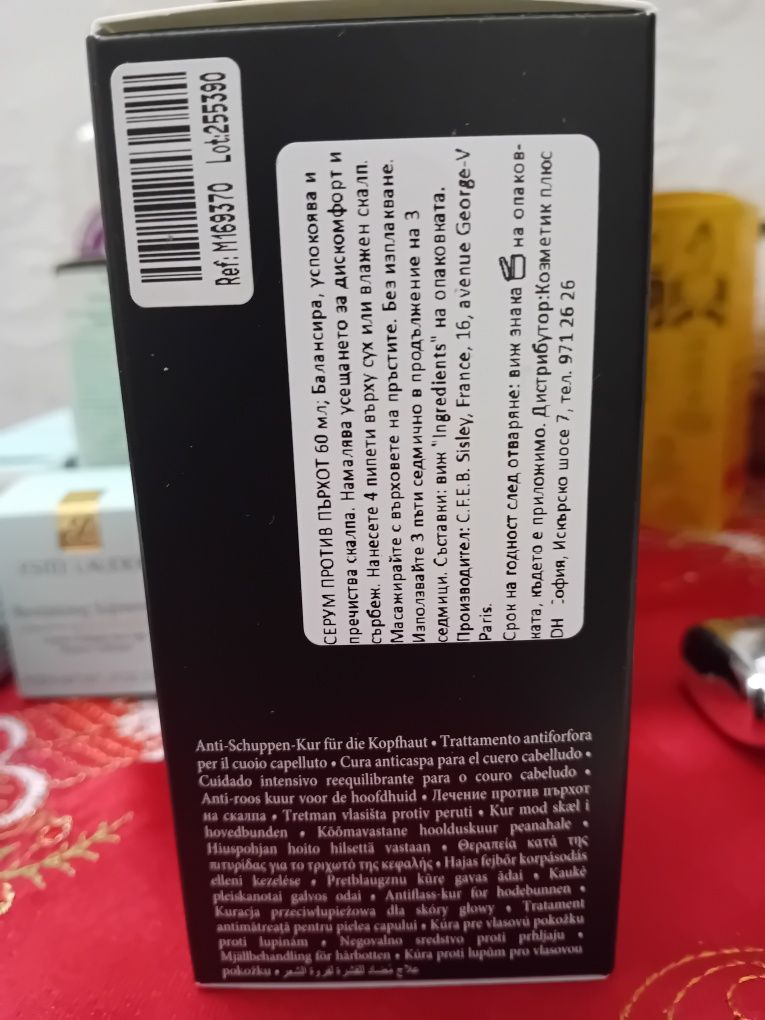 Ref: M169370 Lot:255390
СЕРУМ ПРОТИВ ПЪРХОТ 60 мл; Балансира, успокоява и
пречиства скалпа. Намалява усещането за дискомфорт и
сърбеж. Нанесете 4 пипети върху сух или влажен скалп.
Масажирайте с върховете на пръстите. Без изплакване.
Използвайте 3 пъти седмично в продължение на 3
седмици. Съставки: виж "Ingredients" на опаковката.
Производител: C.F.E.B. Sisley, France, 16, avenue George-V
Paris.
Срок на годност след отваряне: виж знака на опаков-
ката, където е приложимо. Дистрибутор:Козметик плюс
ОН офия, Искърско шосе 7, тел. 971 26 26
Anti-Schuppen-Kur für die Kopfhaut • Trattamento antiforfora
per il cuoio capelluto • Cura anticaspa para el cuero cabelludo •
Cuidado intensivo reequilibrante para o couro cabeludo •
Anti-roos kuur voor de hoofdhuid • Лечение против пърхот
на скалпа • Tretman vlasišta protiv peruti • Kur mod skæl i
hovedbunden • Kõõmavastane hoolduskuur peanahale •
Hiuspohjan hoito hilsettä vastaan • Θεραπεία κατά της
πιτυρίδας για το τριχωτό της κεφαλής • Hajas fejbőr korpásodás
elleni kezelése • Pretblaugznu kūre galvas ādai • Kaukė
pleiskanotai galvos odai • Antiflass-kur for hodebunnen •
Kuracja przeciwłupieżowa dla skóry głowy • Tratament
antimătreață pentru pielea capului • Kúra pre vlasovú pokožku
proti lupinám • Negovalno sredstvo proti prhljaju •
Mjällbehandling för hårbotten • Kúra proti lupům pro vlasovou
pokožku • علاج مضاد للقشرة لفروة الشعر
ESTĒE LAUDER